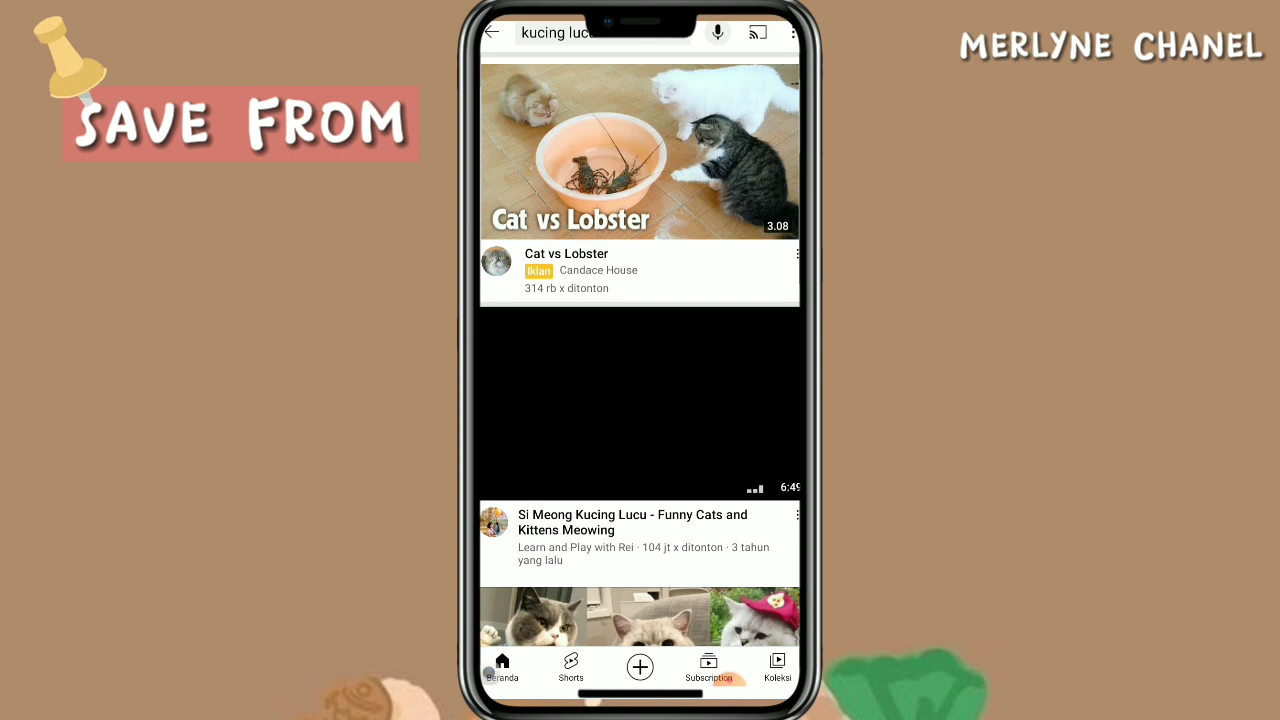 SAVE FROM
MERLYNE CHANEL
kucing luc
Cat vs Lobster
3.08
Cat vs Lobster
Iklan Candace House
314 rb x ditonton
6:49
Si Meong Kucing Lucu - Funny Cats and
Kittens Meowing
Learn and Play with Rei · 104 jt x ditonton · 3 tahun
yang lalu
Beranda
Shorts
Subscription
Koleksi